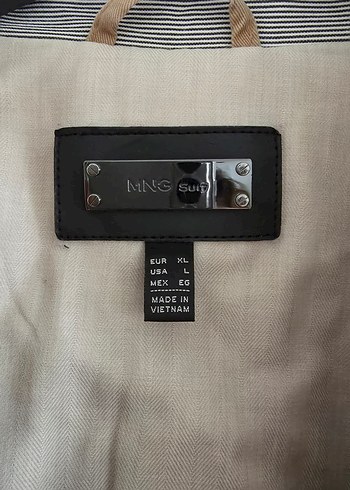 MNG Suit
EUR XL
USA L
MEX EG
MADE IN
VIETNAM